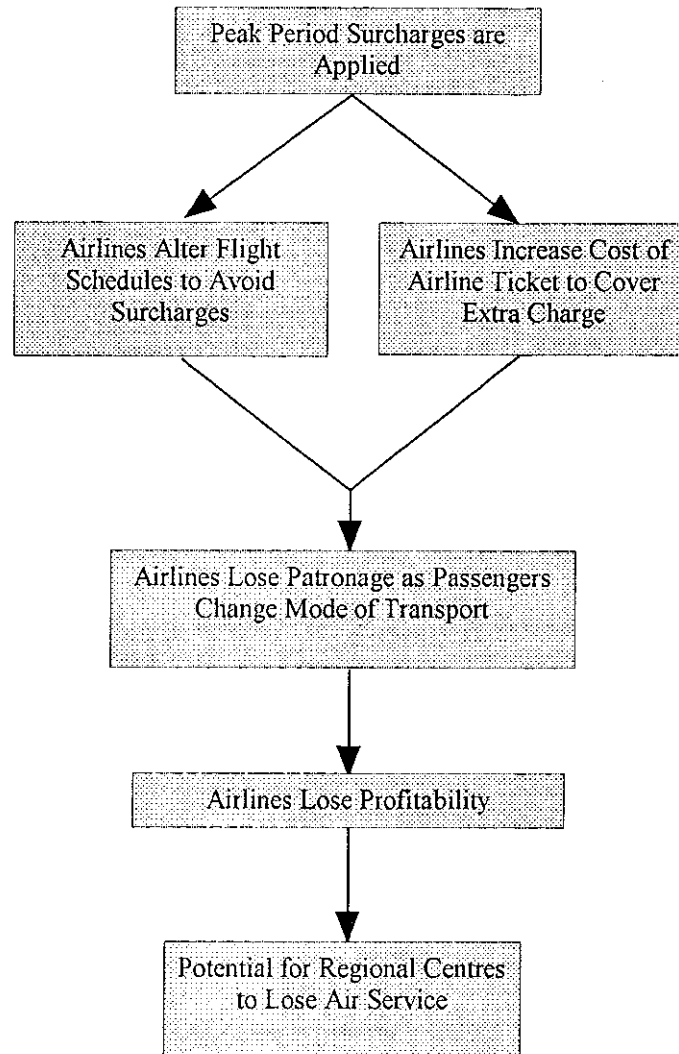 Peak Period Surcharges are
Applied
Airlines Alter Flight
Schedules to Avoid
Surcharges
Airlines Increase Cost of
Airline Ticket to Cover
Extra Charge
Airlines Lose Patronage as Passengers
Change Mode of Transport
Airlines Lose Profitability
Potential for Regional Centres
to Lose Air Service